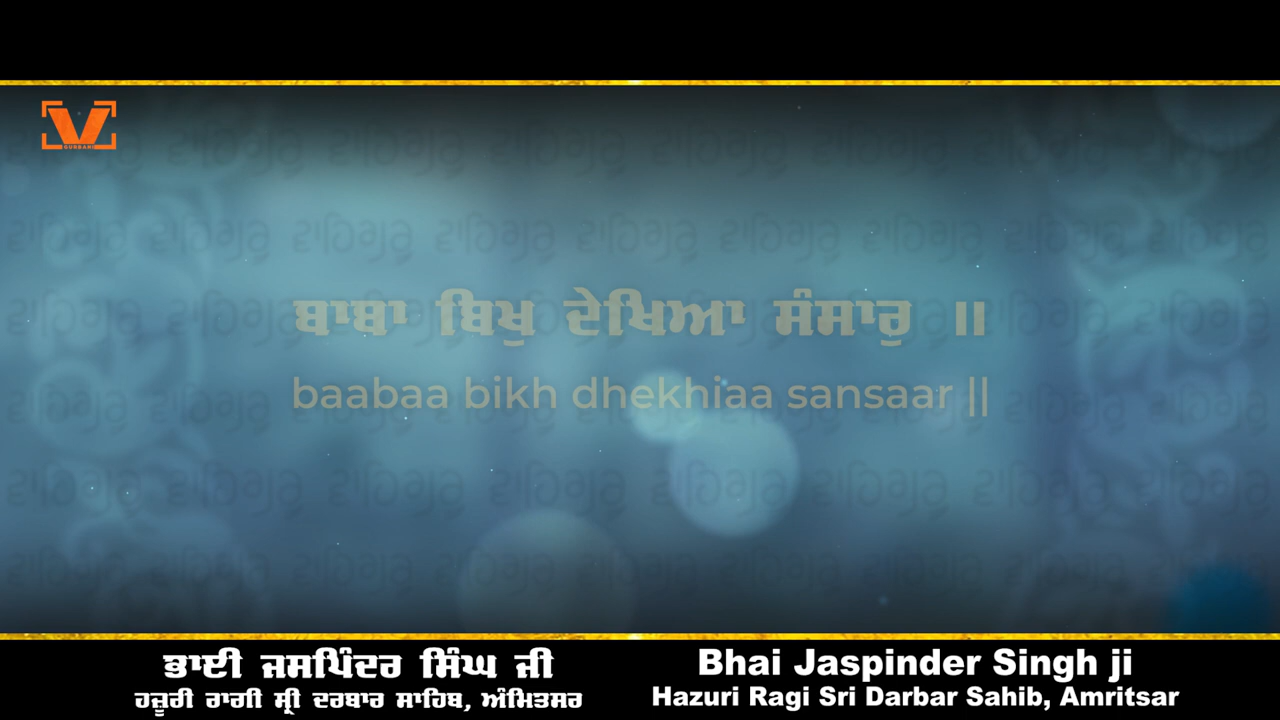 V
GURBANI
ਵਾਹਿਗੁਰੂ ਵਾਹਿਗੁਰੂ ਵਾਹਿਗੁਰੂ ਵਾਹਿਗੁਰੂ ਵਾਹਿਗੁਰੂ ਵਾਹਿਗੁਰੂ ਵਾਹਿਗੁਰੂ ਵਾਹਿਗੁਰੂ ਵਾਹਿਗੁਰੂ
ਬਾਬਾ ਬਿਖੁ ਦੇਖਿਆ ਸੰਸਾਰੁ ॥
baabaa bikh dhekhiaa sansaar ||
ਭਾਈ ਜਸਪਿੰਦਰ ਸਿੰਘ ਜੀ
ਹਜ਼ੂਰੀ ਰਾਗੀ ਸ੍ਰੀ ਦਰਬਾਰ ਸਾਹਿਬ, ਅੰਮ੍ਰਿਤਸਰ
Bhai Jaspinder Singh ji
Hazuri Ragi Sri Darbar Sahib, Amritsar